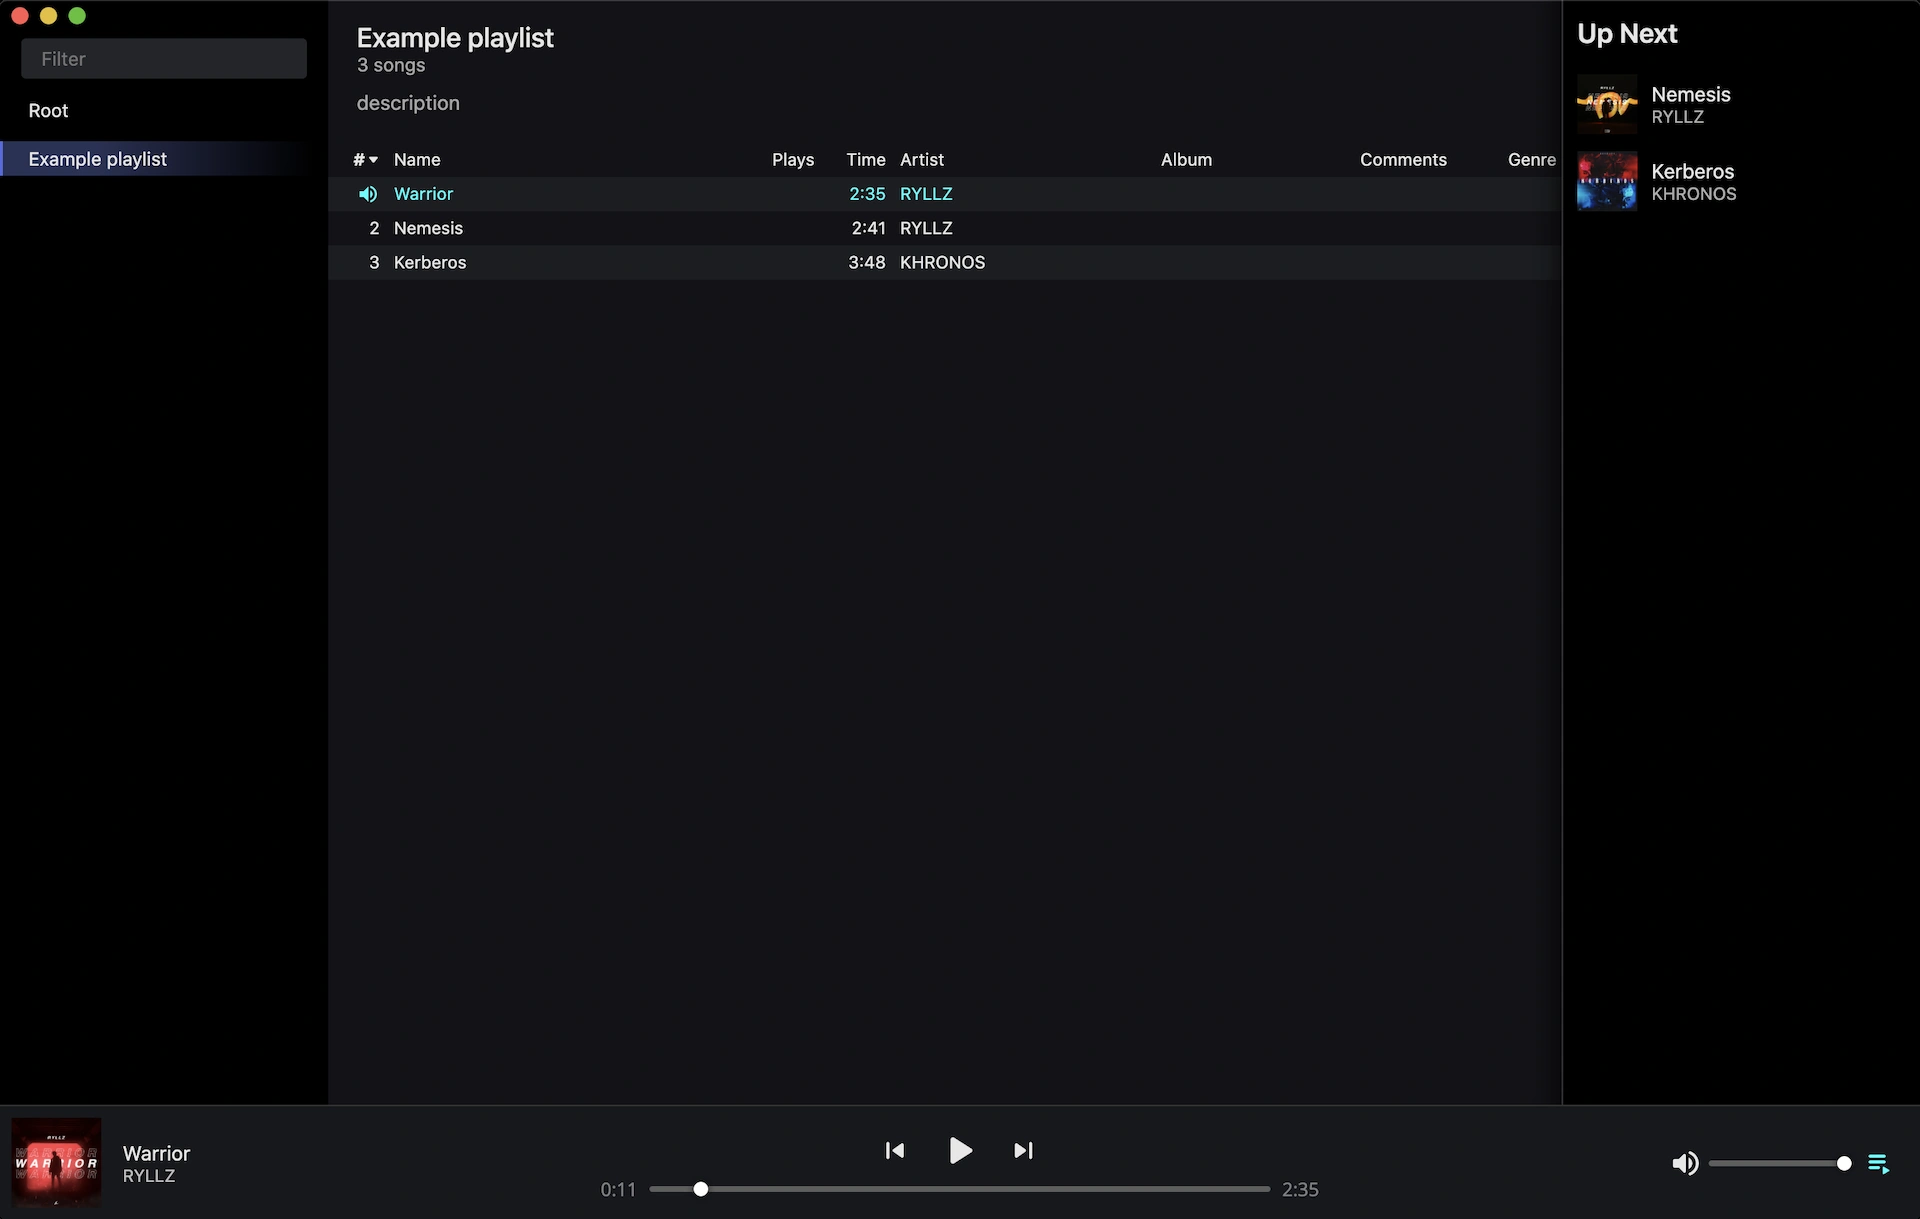 Filter
Root
Example playlist
Example playlist
3 songs
description
# Name Plays Time Artist Album Comments Genre
Warrior 2:35 RYLLZ
2 Nemesis 2:41 RYLLZ
3 Kerberos 3:48 KHRONOS
Up Next
Nemesis
RYLLZ
Kerberos
KHRONOS
RYLLZ
WARRIOR
Warrior
RYLLZ
0:11
2:35